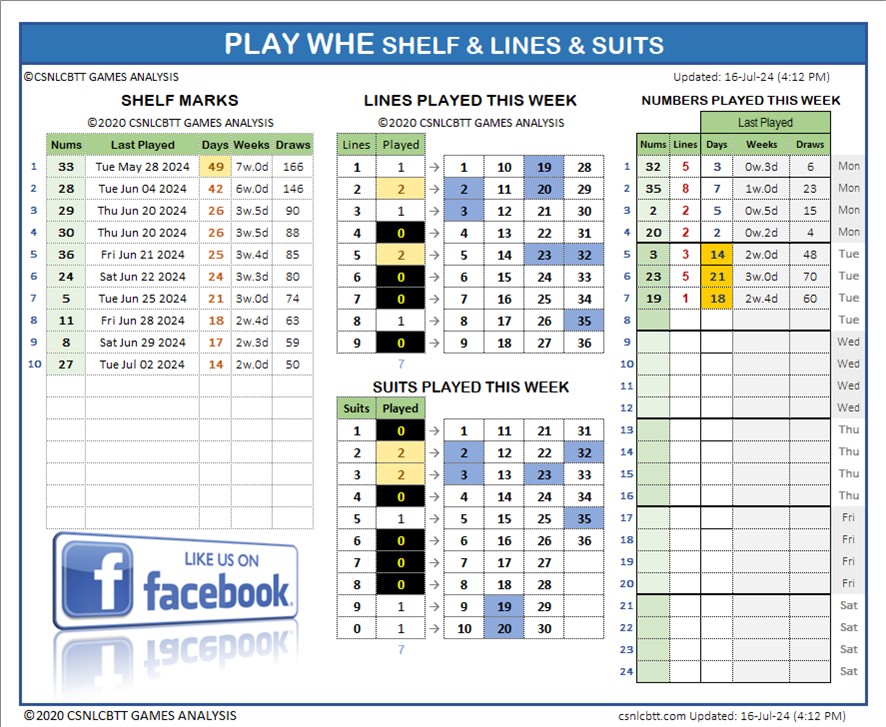 PLAY WHE SHELF & LINES & SUITS
©CSNLCBTT GAMES ANALYSIS
Updated: 16-Jul-24 (4:12 PM)
SHELF MARKS
©2020 CSNLCBTT GAMES ANALYSIS
Nums Last Played Days Weeks Draws
1 33 Tue May 28 2024 49 7w.0d 166
2 28 Tue Jun 04 2024 42 6w.0d 146
3 29 Thu Jun 20 2024 26 3w.5d 90
4 30 Thu Jun 20 2024 26 3w.5d 88
5 36 Fri Jun 21 2024 25 3w.4d 85
6 24 Sat Jun 22 2024 24 3w.3d 80
7 5 Tue Jun 25 2024 21 3w.0d 74
8 11 Fri Jun 28 2024 18 2w.4d 63
9 8 Sat Jun 29 2024 17 2w.3d 59
10 27 Tue Jul 02 2024 14 2w.0d 50
LIKE US ON
facebook
LINES PLAYED THIS WEEK
©2020 CSNLCBTT GAMES ANALYSIS
Lines Played
1 1 → 1 10 19 28
2 2 → 2 11 20 29
3 1 → 3 12 21 30
4 0 → 4 13 22 31
5 2 → 5 14 23 32
6 0 → 6 15 24 33
7 0 → 7 16 25 34
8 1 → 8 17 26 35
9 0 → 9 18 27 36
7
SUITS PLAYED THIS WEEK
Suits Played
1 0 → 1 11 21 31
2 2 → 2 12 22 32
3 2 → 3 13 23 33
4 0 → 4 14 24 34
5 1 → 5 15 25 35
6 0 → 6 16 26 36
7 0 → 7 17 27
8 0 → 8 18 28
9 1 → 9 19 29
0 1 → 10 20 30
7
NUMBERS PLAYED THIS WEEK
Last Played
Nums Lines Days Weeks Draws
1 32 5 3 0w.3d 6 Mon
2 35 8 7 1w.0d 23 Mon
3 2 2 5 0w.5d 15 Mon
4 20 2 2 0w.2d 4 Mon
5 3 3 14 2w.0d 48 Tue
6 23 5 21 3w.0d 70 Tue
7 19 1 18 2w.4d 60 Tue
8 Tue
9 Wed
10 Wed
11 Wed
12 Wed
13 Thu
14 Thu
15 Thu
16 Thu
17 Fri
18 Fri
19 Fri
20 Fri
21 Sat
22 Sat
23 Sat
24 Sat
©2020 CSNLCBTT GAMES ANALYSIS
csnlcbtt.com Updated: 16-Jul-24 (4:12 PM)